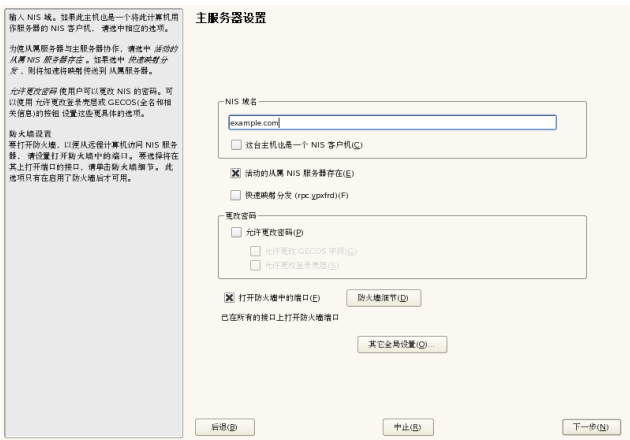 输入 NIS 域。如果此主机也是一个将此计算机用
作服务器的 NIS 客户机， 请选中相应的选项。
为使从属服务器与主服务器协作，请选中 活动的
从属 NIS 服务器存在 。如果选中 快速映射分
发 ，则将加速将映射传送到 从属服务器。
允许更改密码 使用户可以更改 NIS 的密码。可
以使用 允许更改登录壳层或 GECOS(全名和相
关信息)的按钮 设置这些更具体的选项。
防火墙设置
要打开防火墙，以便从远程计算机访问 NIS 服务
器， 请设置打开防火墙中的端口。 要选择将在
其上打开端口的接口，请单击防火墙细节。 此
选项只有在启用了防火墙后才可用。
主服务器设置
NIS 域名
example.com
这台主机也是一个 NIS 客户机(C)
活动的从属 NIS 服务器存在(E)
快速映射分发 (rpc.ypxfrd)(F)
更改密码
允许更改密码(P)
允许更改 GECOS 字段(G)
允许更改登录壳层(S)
打开防火墙中的端口(F)
防火墙细节(D)
已在所有的接口上打开防火墙端口
其它全局设置(O)...
后退(B)
中止(R)
下一步(N)